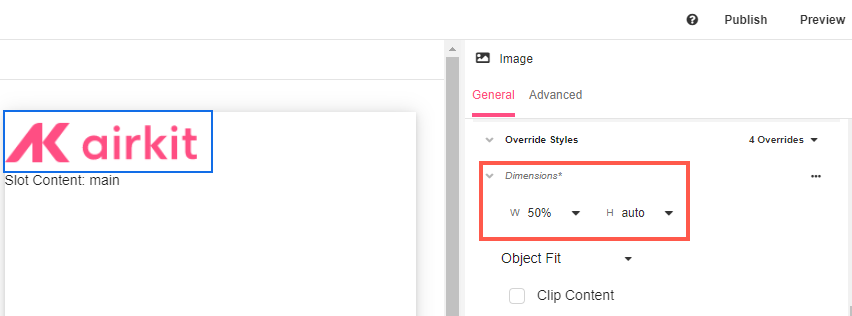 Publish
Preview
Image
General
Advanced
airkit
Slot Content: main
Override Styles
4 Overrides
Dimensions*
W 50%
H auto
Object Fit
Clip Content